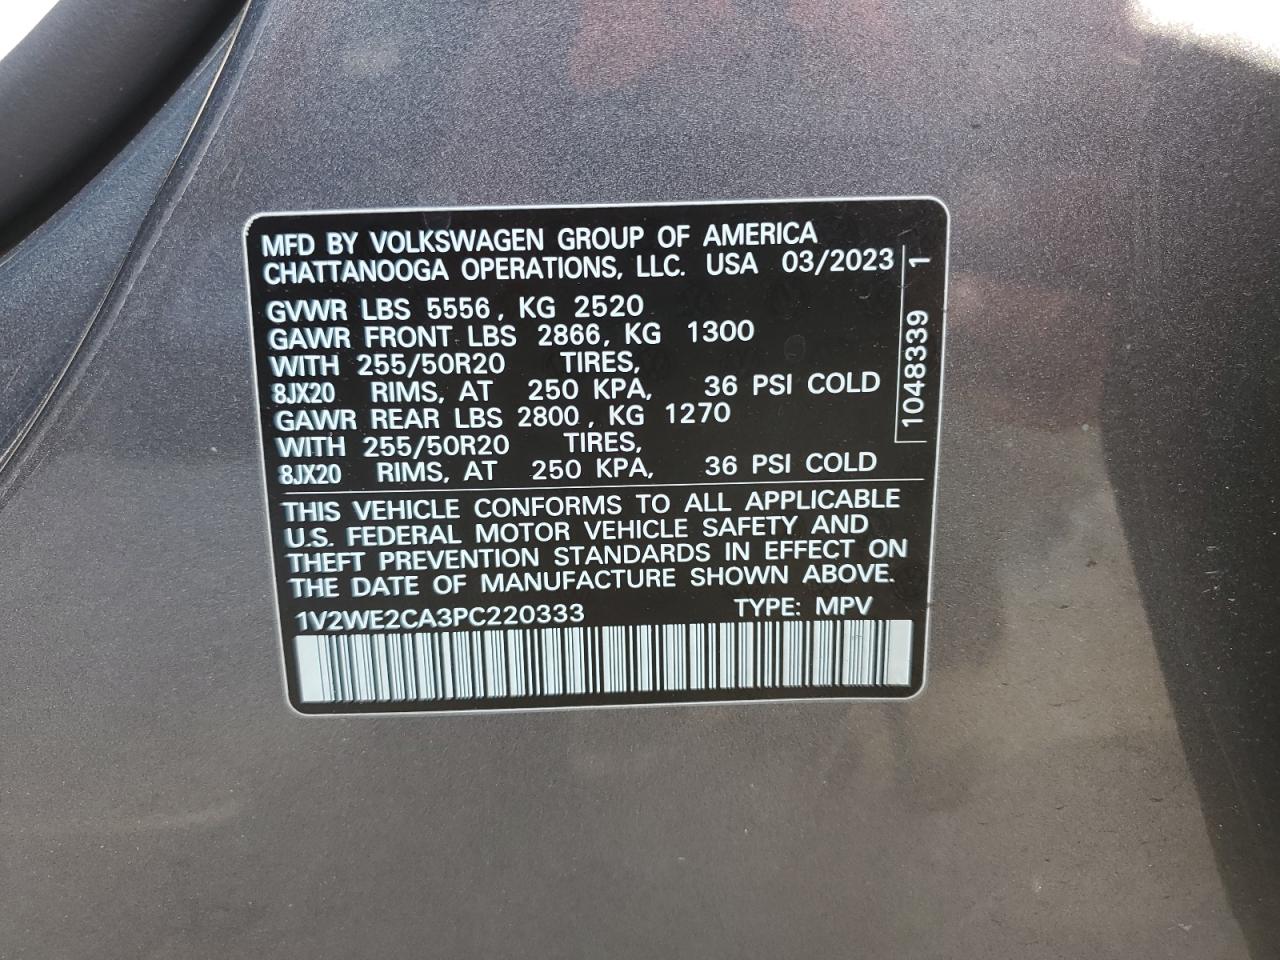 MFD BY VOLKSWAGEN GROUP OF AMERICA
CHATTANOOGA OPERATIONS, LLC. USA 03/2023
GVWR LBS 5556, KG 2520
GAWR FRONT LBS 2866, KG 1300
WITH 255/50R20 TIRES,
8JX20 RIMS, AT 250 KPA, 36 PSI COLD
GAWR REAR LBS 2800, KG 1270
WITH 255/50R20 TIRES,
8JX20 RIMS, AT 250 KPA, 36 PSI COLD
1048339 1
THIS VEHICLE CONFORMS TO ALL APPLICABLE
U.S. FEDERAL MOTOR VEHICLE SAFETY AND
THEFT PREVENTION STANDARDS IN EFFECT ON
THE DATE OF MANUFACTURE SHOWN ABOVE.
1V2WE2CA3PC220333 TYPE: MPV